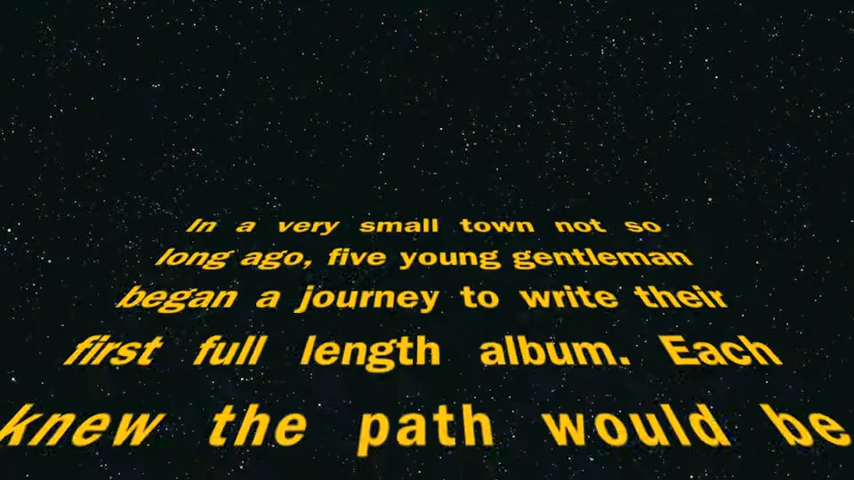 In a very small town not so
long ago, five young gentleman
began a journey to write their
first full length album. Each
knew the path would be